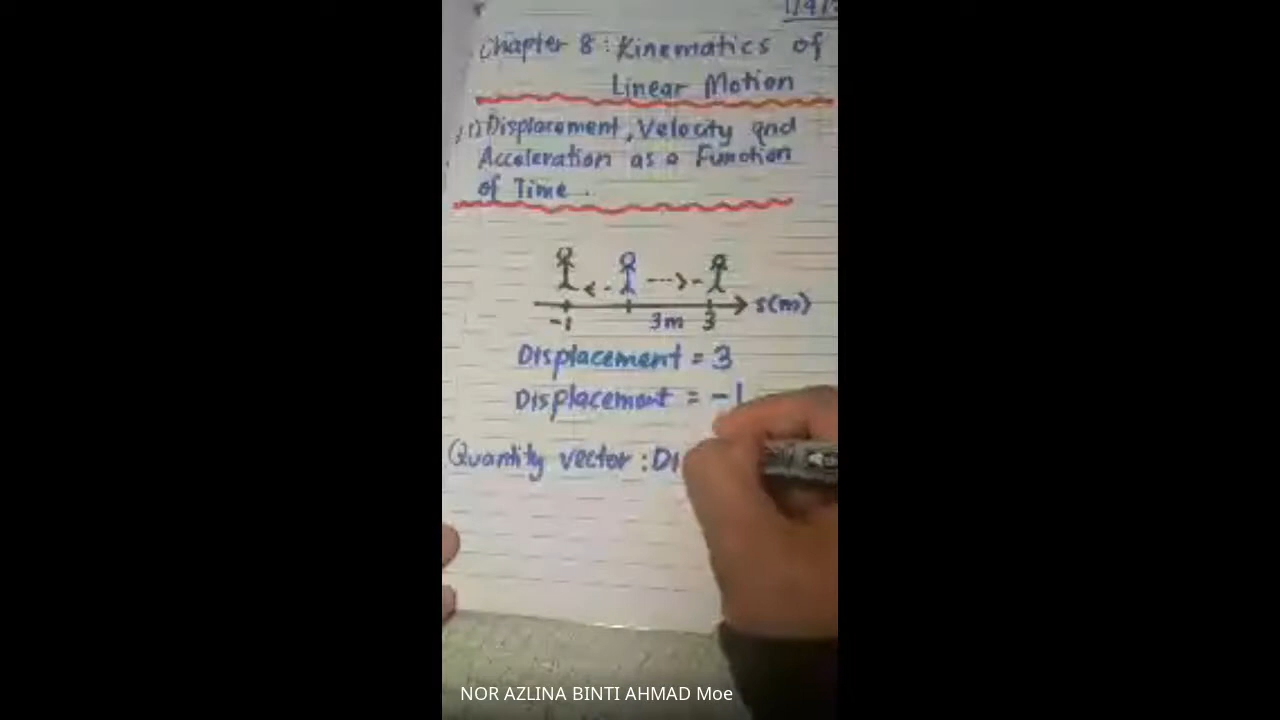 Chapter 8: Kinematics of
Linear Motion
Displacement, Velocity and
Acceleration as a Function
of Time.
s(m)
-1 3m 3
Displacement = 3
Displacement = -1
Quantity vector :
NOR AZLINA BINTI AHMAD Moe